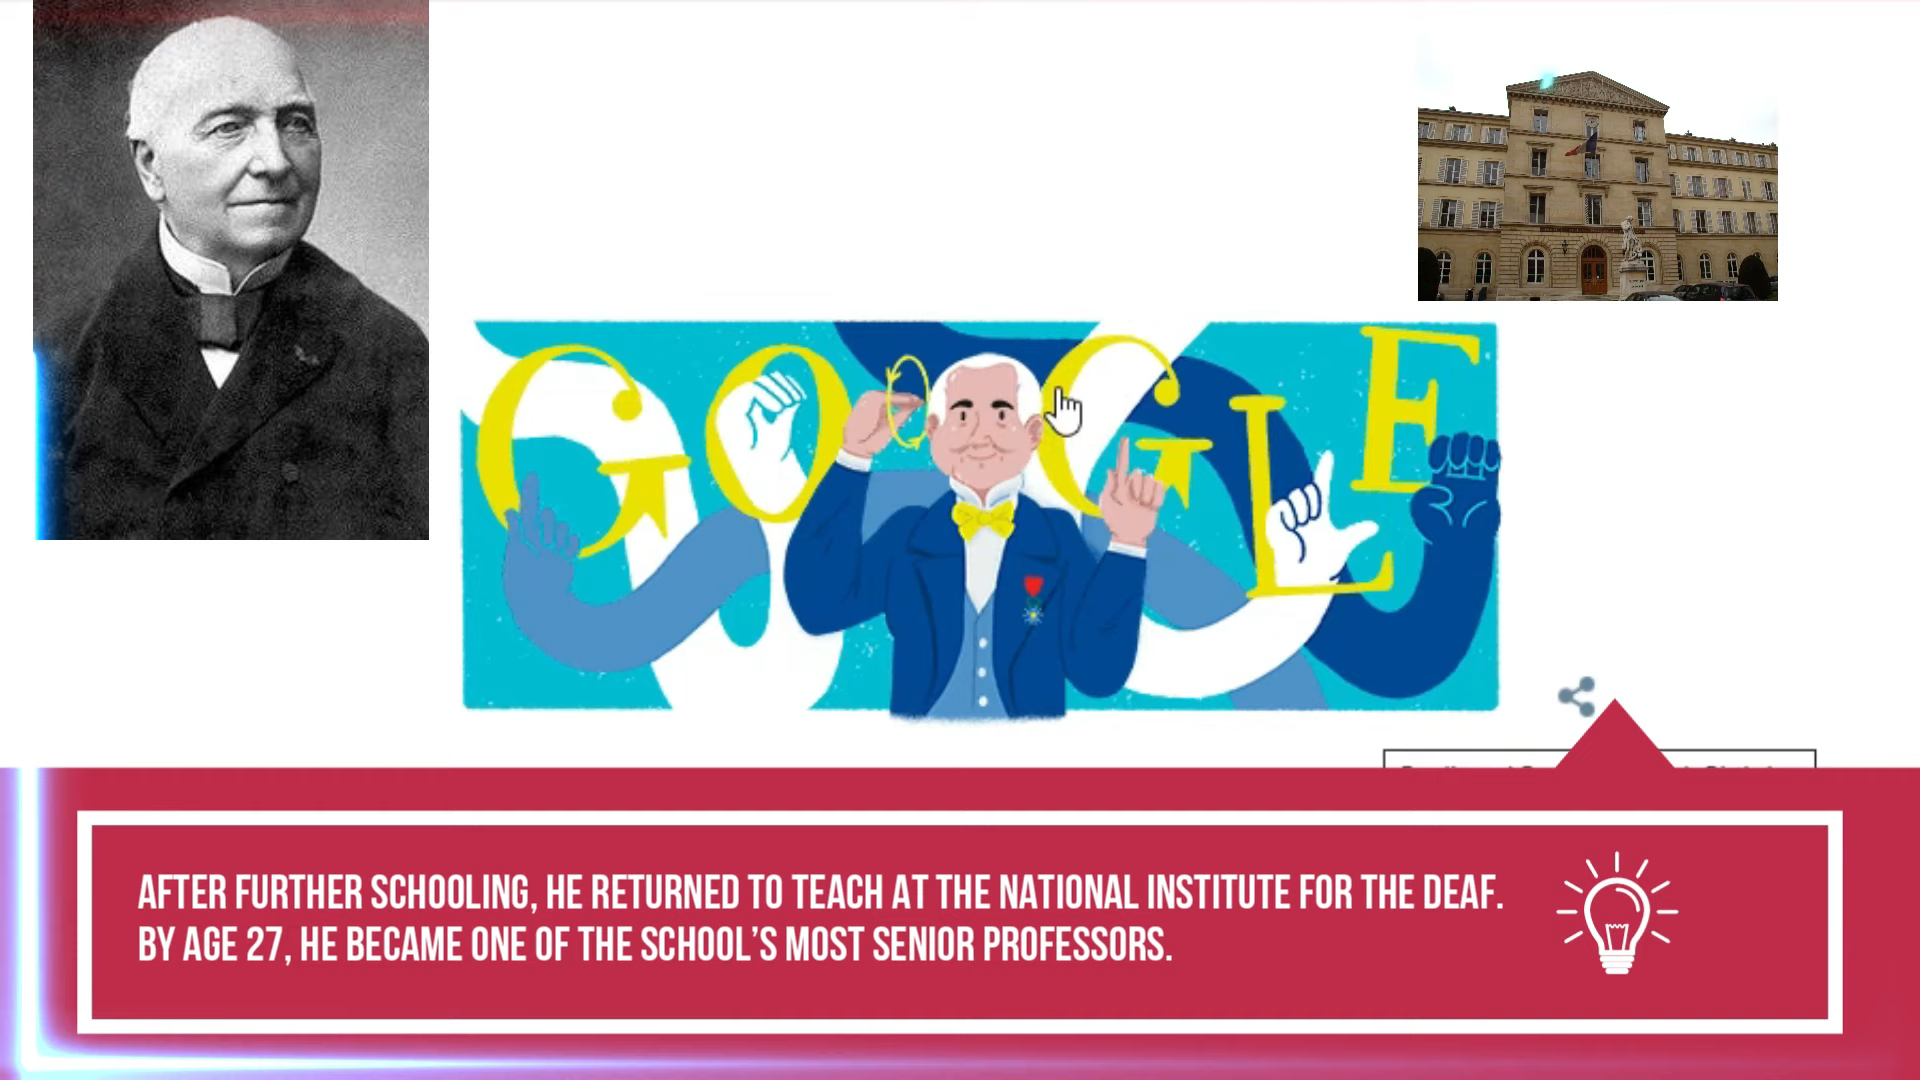 GOOGLE
AFTER FURTHER SCHOOLING, HE RETURNED TO TEACH AT THE NATIONAL INSTITUTE FOR THE DEAF.
BY AGE 27, HE BECAME ONE OF THE SCHOOL'S MOST SENIOR PROFESSORS.